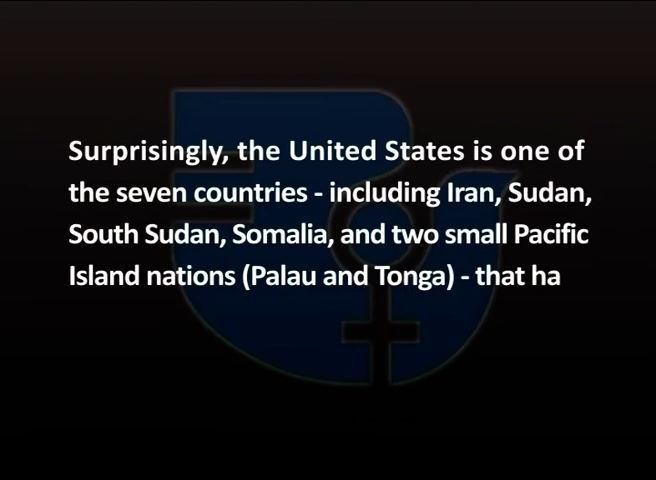 Surprisingly, the United States is one of
the seven countries - including Iran, Sudan,
South Sudan, Somalia, and two small Pacific
Island nations (Palau and Tonga) - that ha